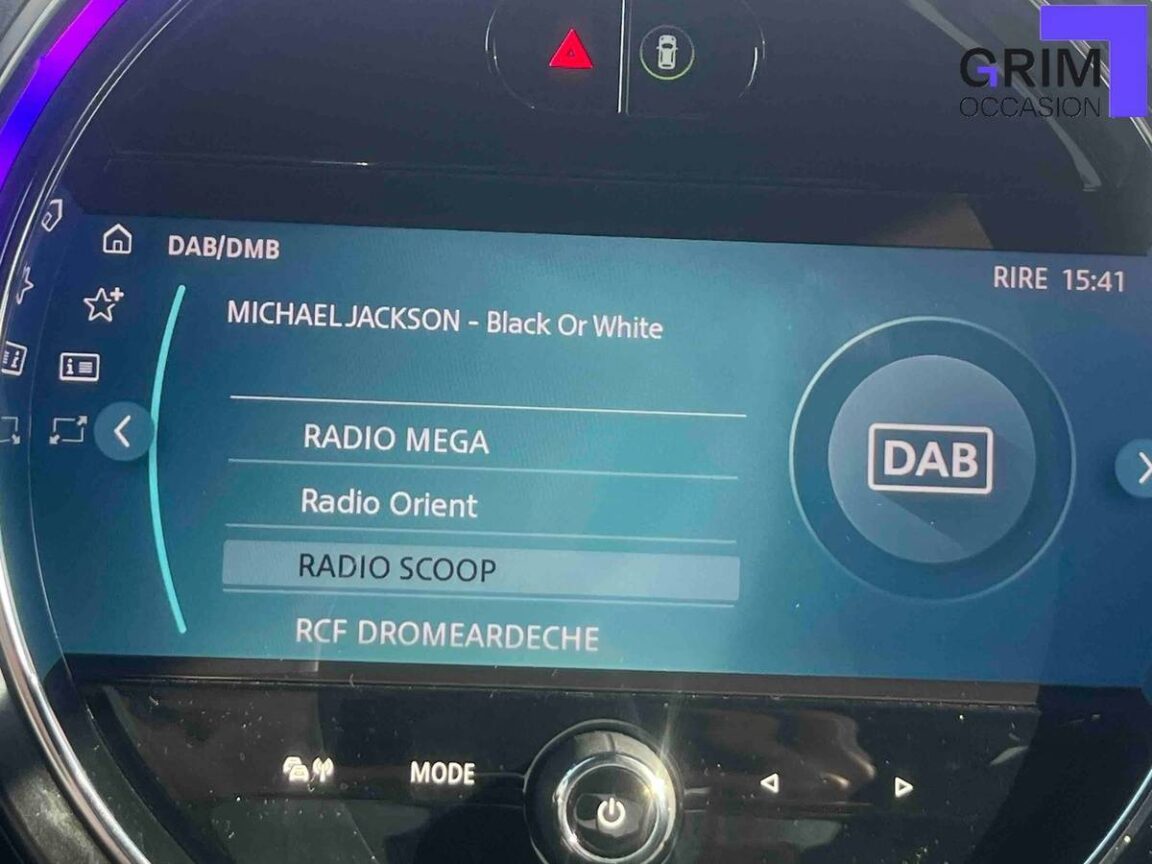 GRIM
OCCASION
DAB/DMB
RIRE 15:41
MICHAEL JACKSON - Black Or White
RADIO MEGA
Radio Orient
DAB
RADIO SCOOP
RCF DROMEARDECHE
MODE